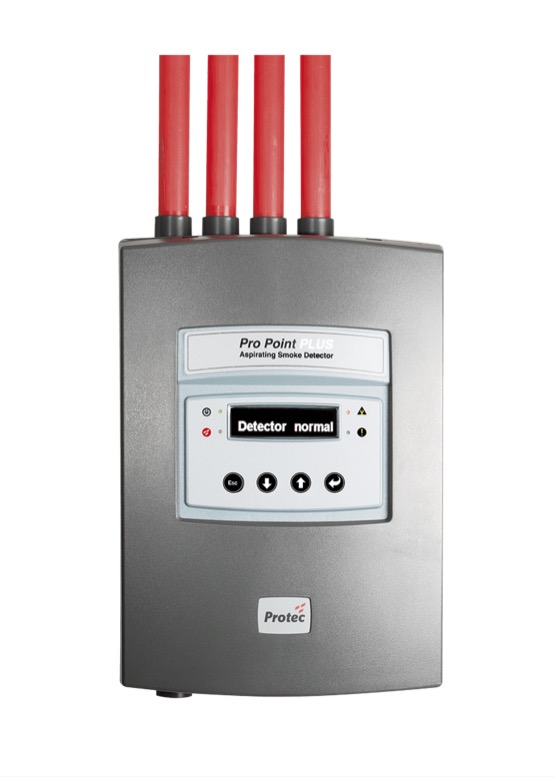 Pro Point PLUS
Aspirating Smoke Detector
Detector normal
Esc
Protec